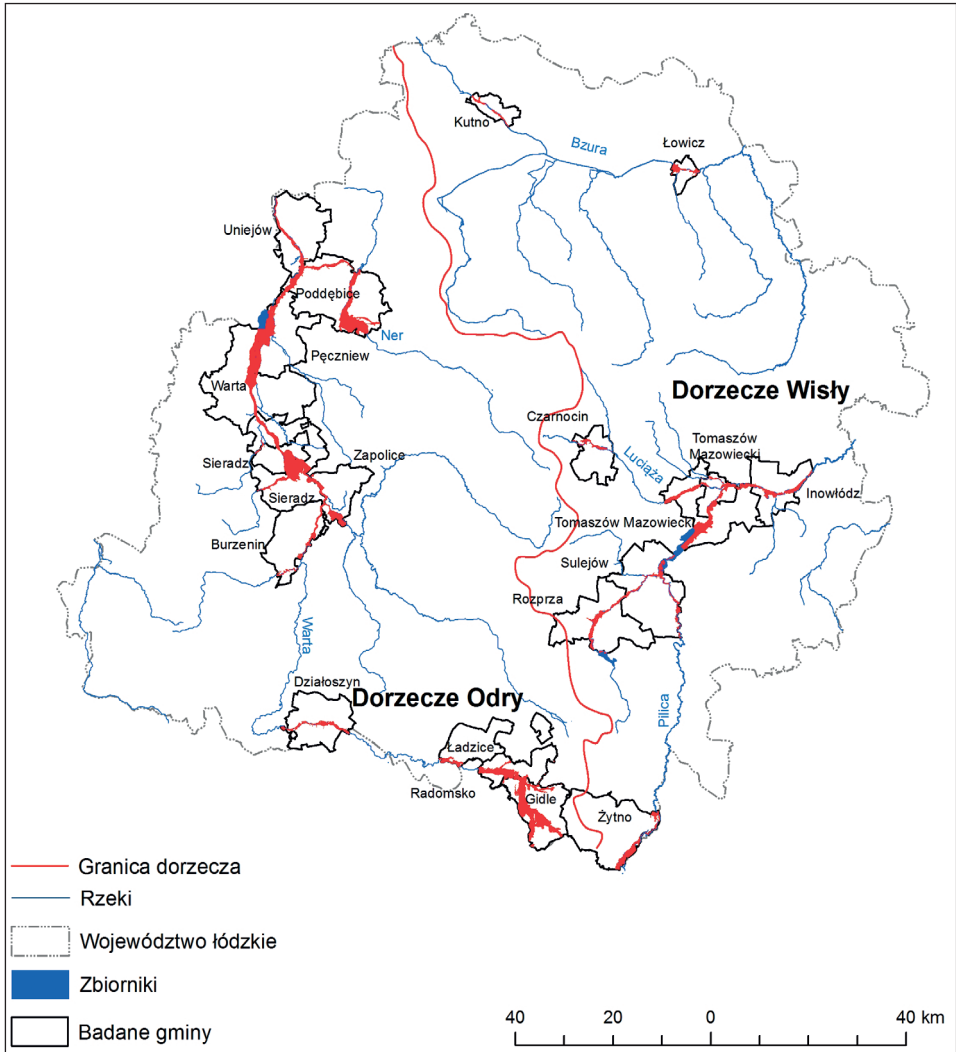 Kutno
Bzura
Łowicz
Uniejów
Poddębice
Ner
Pęczniew
Warta
Dorzecze Wisły
Czarnocin
Tomaszów
Mazowiecki
Luciąża
Zapolice
Sieradz
Inowłódz
Sieradz
Tomaszów Mazowiecki
Burzenin
Sulejów
Rozprza
Warta
Działoszyn
Dorzecze Odry
Pilica
Ładzice
Radomsko
Gidle
Żytno
Granica dorzecza
Rzeki
Województwo łódzkie
Zbiorniki
Badane gminy
40 20 0 20 40 km